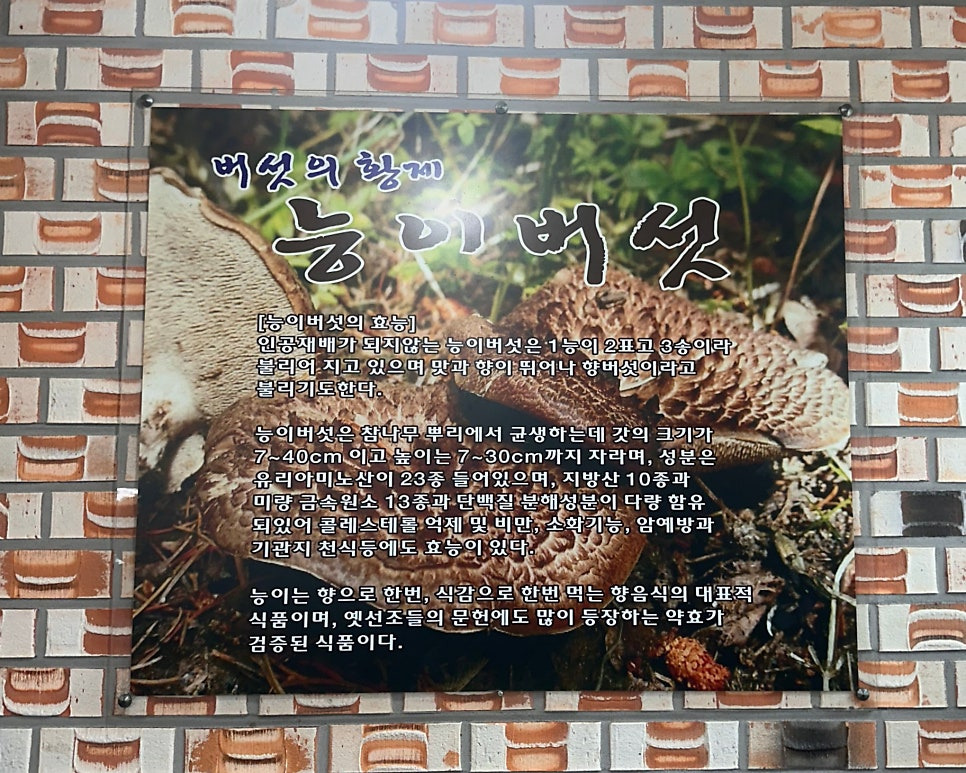 버섯의 황제
능이버섯
[능이버섯의 효능]
인공재배가 되지않는 능이버섯은 1능이 2표고 3송이라
불리어 지고 있으며 맛과 향이 뛰어나 향버섯이라고
불리기도한다.
능이버섯은 참나무 뿌리에서 균생하는데 갓의 크기가
7~40cm 이고 높이는 7~30cm까지 자라며, 성분은
유리아미노산이 23종 들어있으며, 지방산 10종과
미량 금속원소 13종과 단백질 분해성분이 다량 함유
되있어 콜레스테롤 억제 및 비만, 소화기능, 암예방과
기관지 천식등에도 효능이 있다.
능이는 향으로 한번, 식감으로 한번 먹는 향음식의 대표적
식품이며, 옛선조들의 문헌에도 많이 등장하는 약효가
검증된 식품이다.